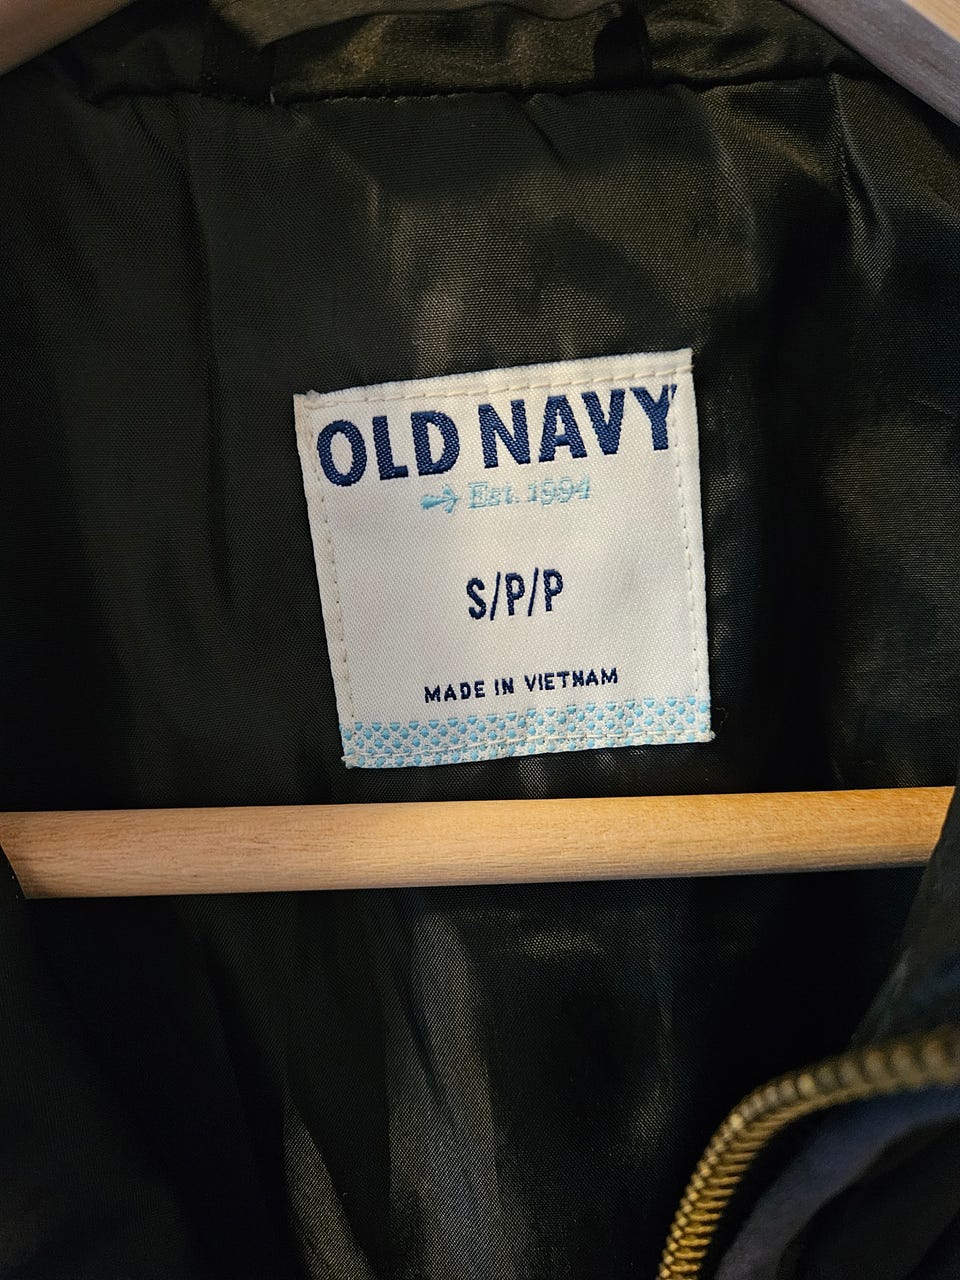 OLD NAVY
Est. 1994
S/P/P
MADE IN VIETNAM